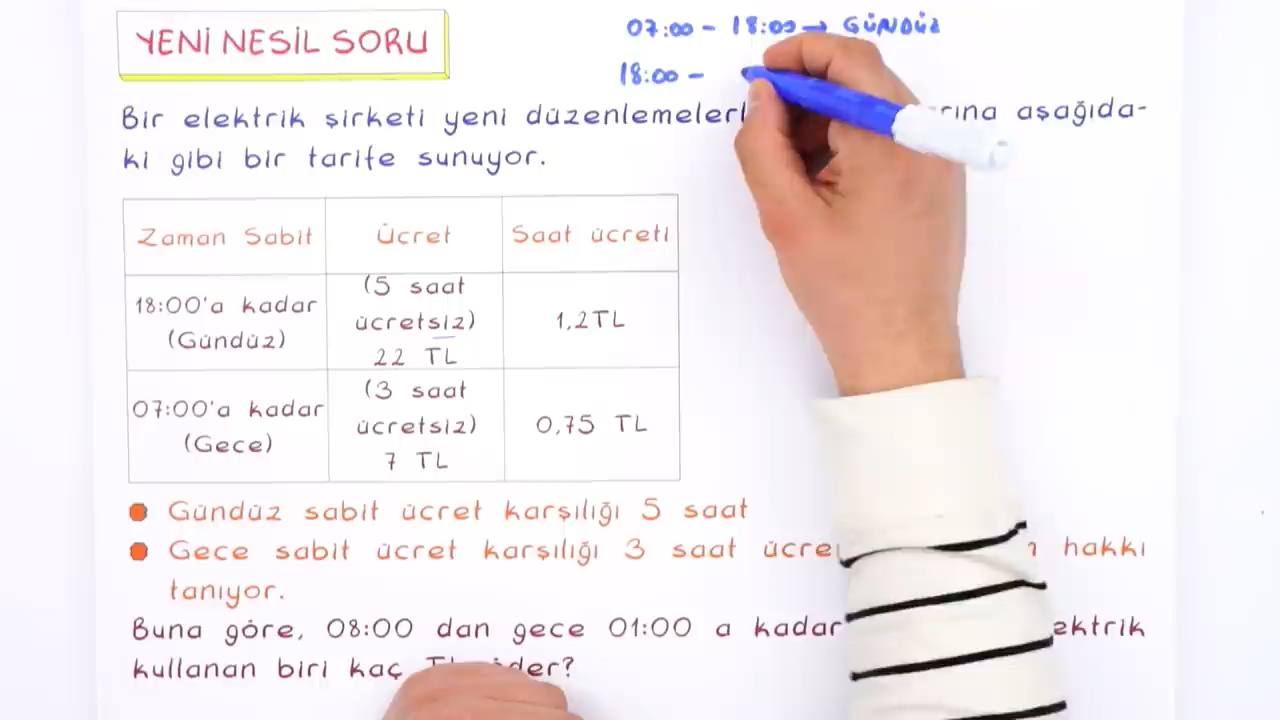 YENİ NESİL SORU
07:00 - 18:00 → GÜNDÜZ
18:00 -
Bir elektrik şirketi yeni düzenlemelerl aşağıda-
ki gibi bir tarife sunuyor.
Zaman Sabit Ücret Saat ücreti
18:00'a kadar (Gündüz) (5 saat ücretsiz) 22 TL 1,2TL
07:00'a kadar (Gece) (3 saat ücretsiz) 7 TL 0,75 TL
Gündüz sabit ücret karşılığı 5 saat
Gece sabit ücret karşılığı 3 saat hakkı
tanıyor.
Buna göre, 08:00 dan gece 01:00 a kadar
kullanan biri kaç